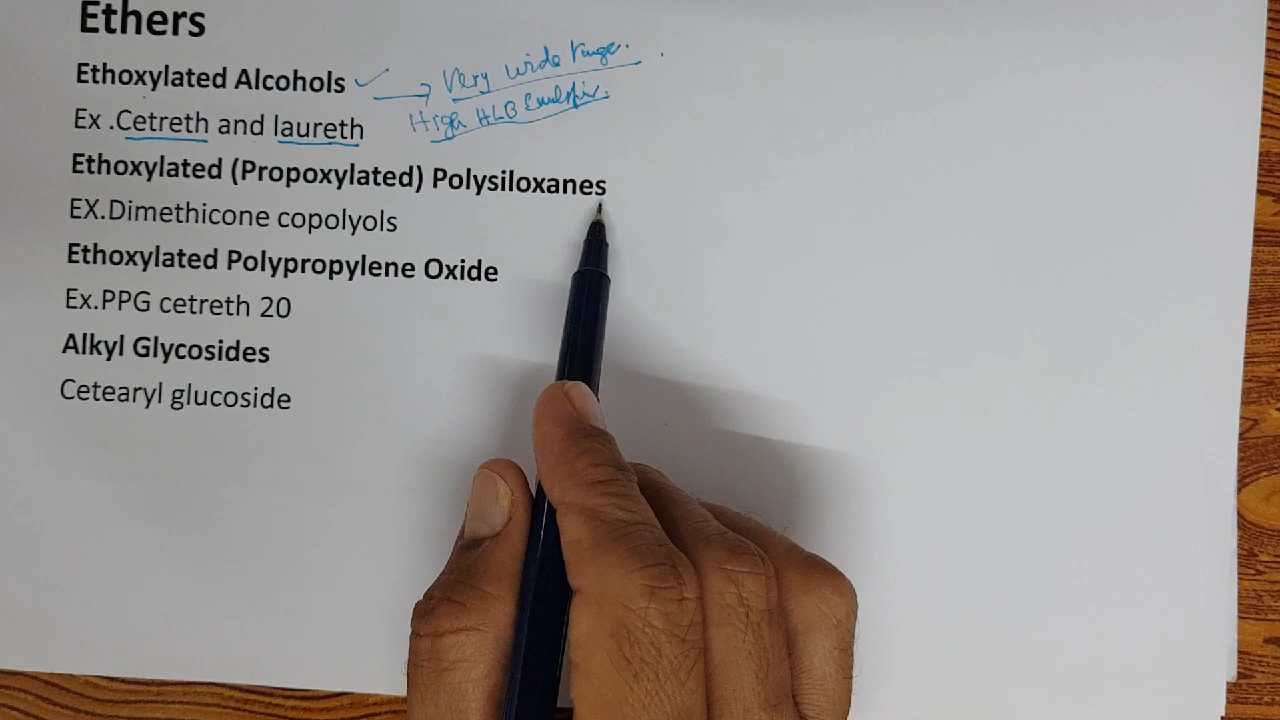 Ethers
Ethoxylated Alcohols ✓ → Very wide range.
High HLB
Ex .Cetreth and laureth
Ethoxylated (Propoxylated) Polysiloxanes
EX.Dimethicone copolyols
Ethoxylated Polypropylene Oxide
Ex.PPG cetreth 20
Alkyl Glycosides
Cetearyl glucoside